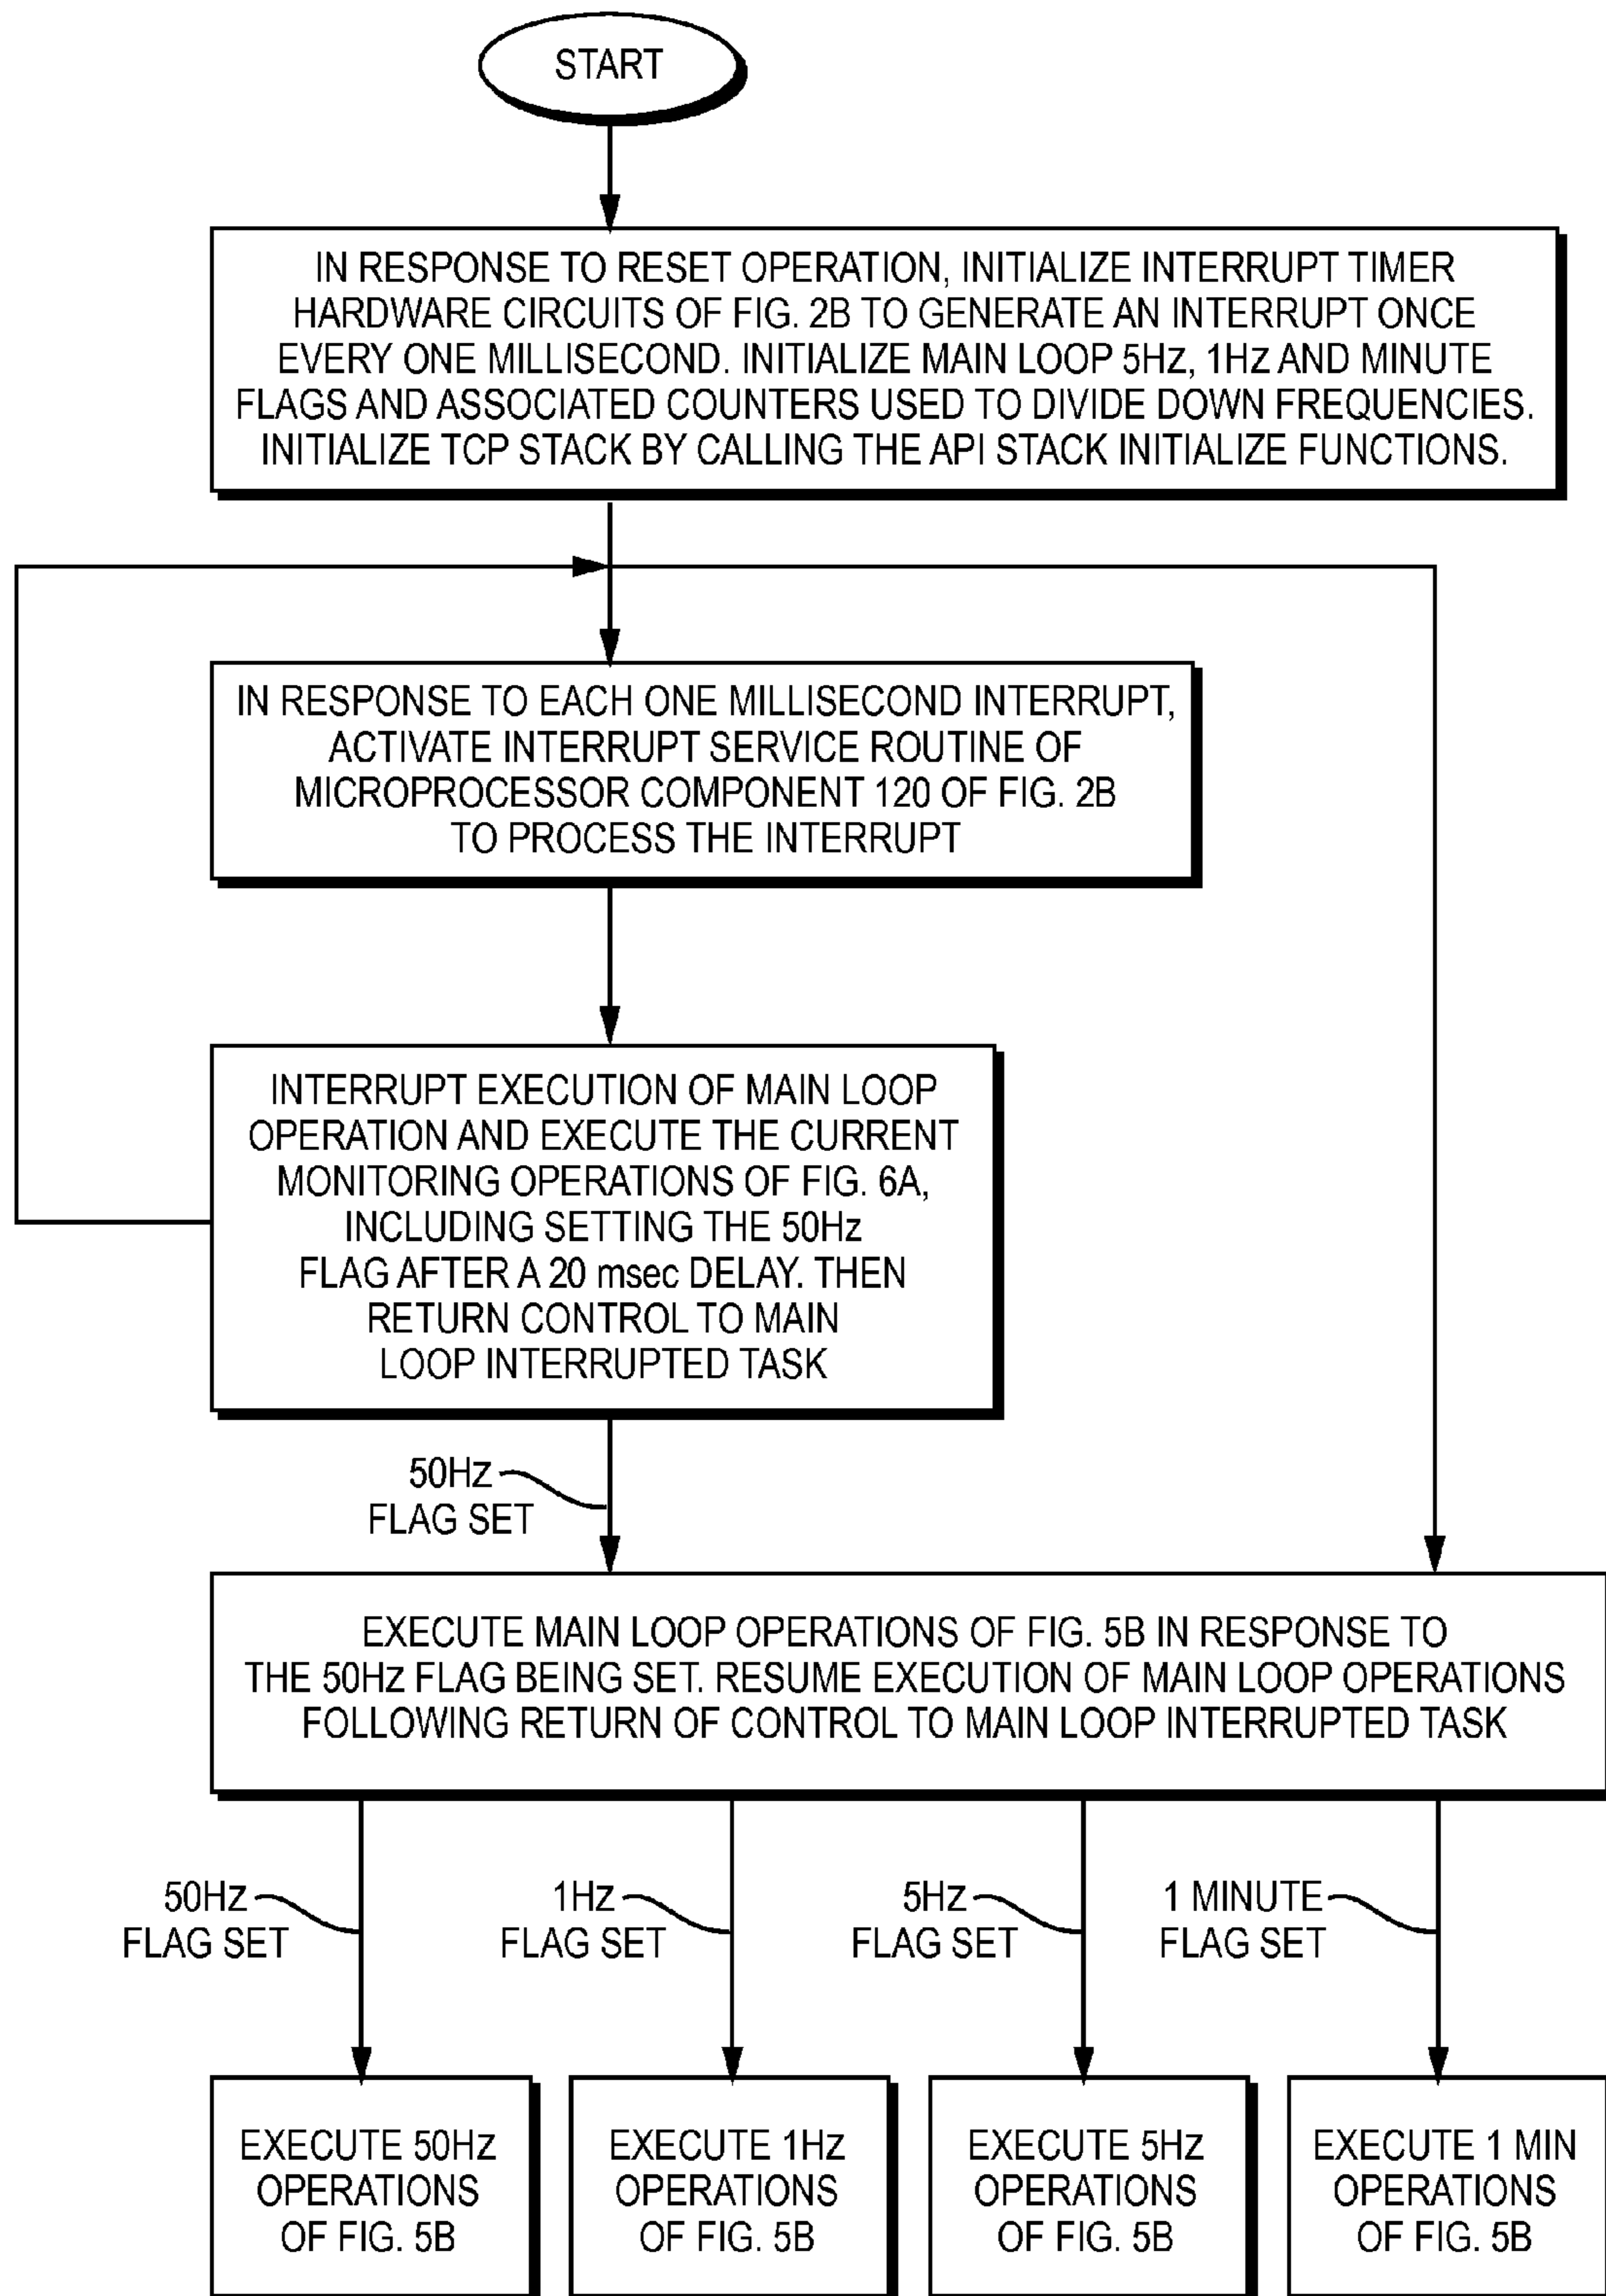 START
IN RESPONSE TO RESET OPERATION, INITIALIZE INTERRUPT TIMER
HARDWARE CIRCUITS OF FIG. 2B TO GENERATE AN INTERRUPT ONCE
EVERY ONE MILLISECOND. INITIALIZE MAIN LOOP 5Hz, 1Hz AND MINUTE
FLAGS AND ASSOCIATED COUNTERS USED TO DIVIDE DOWN FREQUENCIES.
INITIALIZE TCP STACK BY CALLING THE API STACK INITIALIZE FUNCTIONS.
IN RESPONSE TO EACH ONE MILLISECOND INTERRUPT,
ACTIVATE INTERRUPT SERVICE ROUTINE OF
MICROPROCESSOR COMPONENT 120 OF FIG. 2B
TO PROCESS THE INTERRUPT
INTERRUPT EXECUTION OF MAIN LOOP
OPERATION AND EXECUTE THE CURRENT
MONITORING OPERATIONS OF FIG. 6A,
INCLUDING SETTING THE 50Hz
FLAG AFTER A 20 msec DELAY. THEN
RETURN CONTROL TO MAIN
LOOP INTERRUPTED TASK
50Hz
FLAG SET
EXECUTE MAIN LOOP OPERATIONS OF FIG. 5B IN RESPONSE TO
THE 50Hz FLAG BEING SET. RESUME EXECUTION OF MAIN LOOP OPERATIONS
FOLLOWING RETURN OF CONTROL TO MAIN LOOP INTERRUPTED TASK
50Hz
FLAG SET
1Hz
FLAG SET
5Hz
FLAG SET
1 MINUTE
FLAG SET
EXECUTE 50Hz
OPERATIONS
OF FIG. 5B
EXECUTE 1Hz
OPERATIONS
OF FIG. 5B
EXECUTE 5Hz
OPERATIONS
OF FIG. 5B
EXECUTE 1 MIN
OPERATIONS
OF FIG. 5B